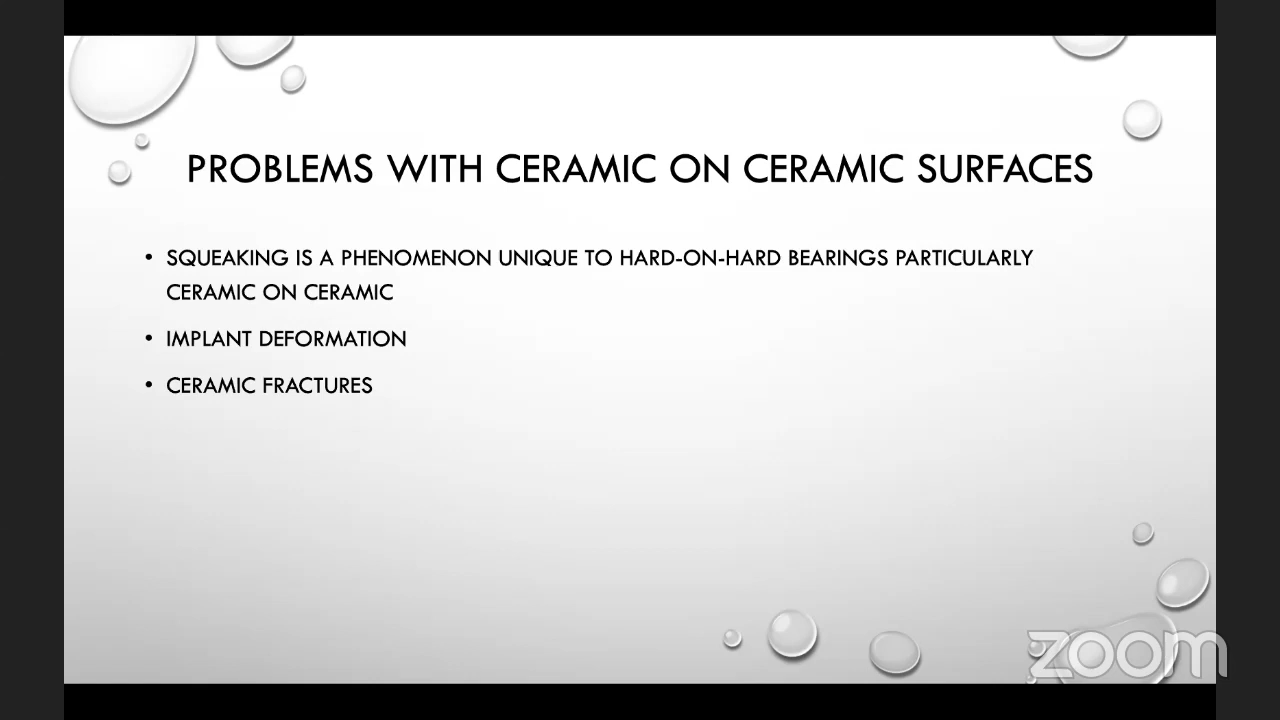 PROBLEMS WITH CERAMIC ON CERAMIC SURFACES
• SQUEAKING IS A PHENOMENON UNIQUE TO HARD-ON-HARD BEARINGS PARTICULARLY
CERAMIC ON CERAMIC
• IMPLANT DEFORMATION
• CERAMIC FRACTURES
zoom